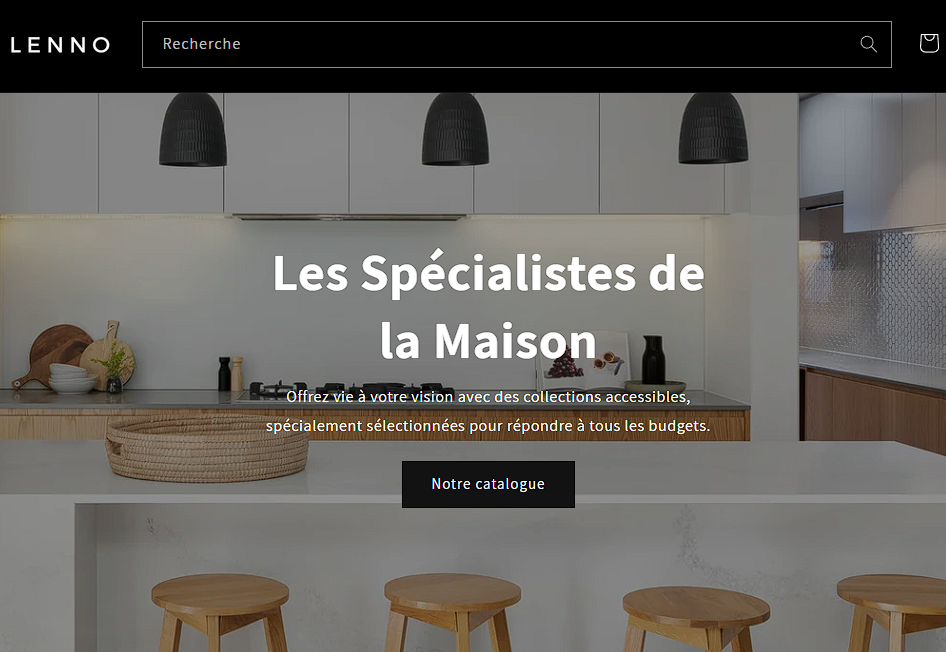 LENNO
Recherche
Les Spécialistes de
la Maison
Offrez vie à votre vision avec des collections accessibles,
spécialement sélectionnées pour répondre à tous les budgets.
Notre catalogue